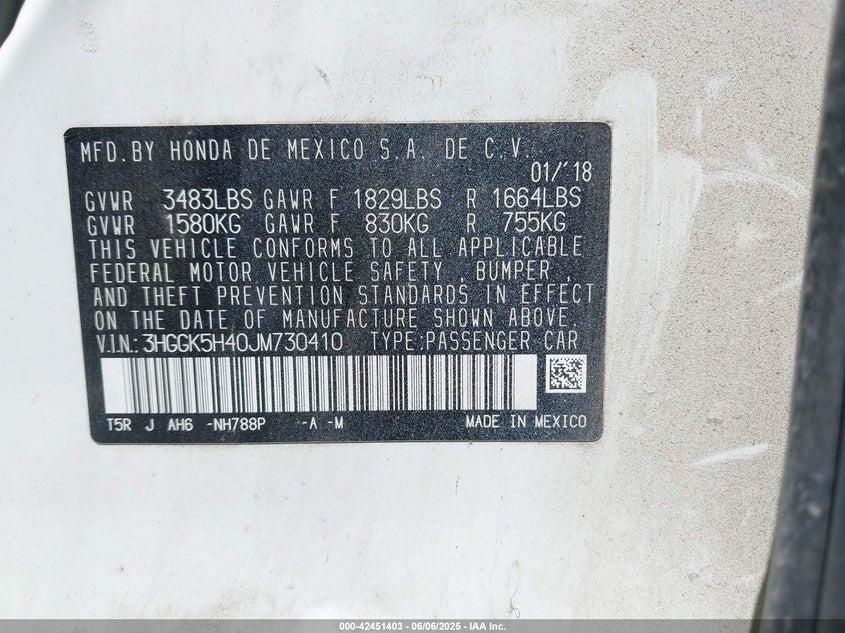 MFD.BY HONDA DE MEXICO S.A. DE C.V.
01/'18
GVWR 3483LBS GAWR F 1829LBS R 1664LBS
GVWR 1580KG GAWR F 830KG R 755KG
THIS VEHICLE CONFORMS TO ALL APPLICABLE
FEDERAL MOTOR VEHICLE SAFETY , BUMPER ,
AND THEFT PREVENTION STANDARDS IN EFFECT
ON THE DATE OF MANUFACTURE SHOWN ABOVE.
V.I.N.: 3HGGK5H40JM730410 TYPE:PASSENGER CAR
T5R J AH6 -NH788P -A -M MADE IN MEXICO
000-42451403 - 06/06/2025 - IAA Inc.